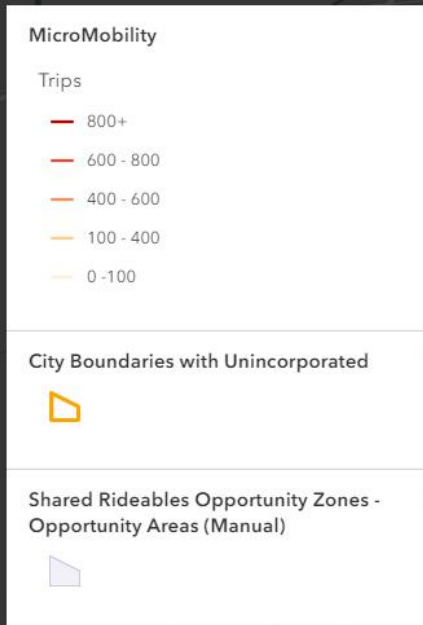 MicroMobility
Trips
800+
600 - 800
400 - 600
100 - 400
0 -100
City Boundaries with Unincorporated
Shared Rideables Opportunity Zones -
Opportunity Areas (Manual)